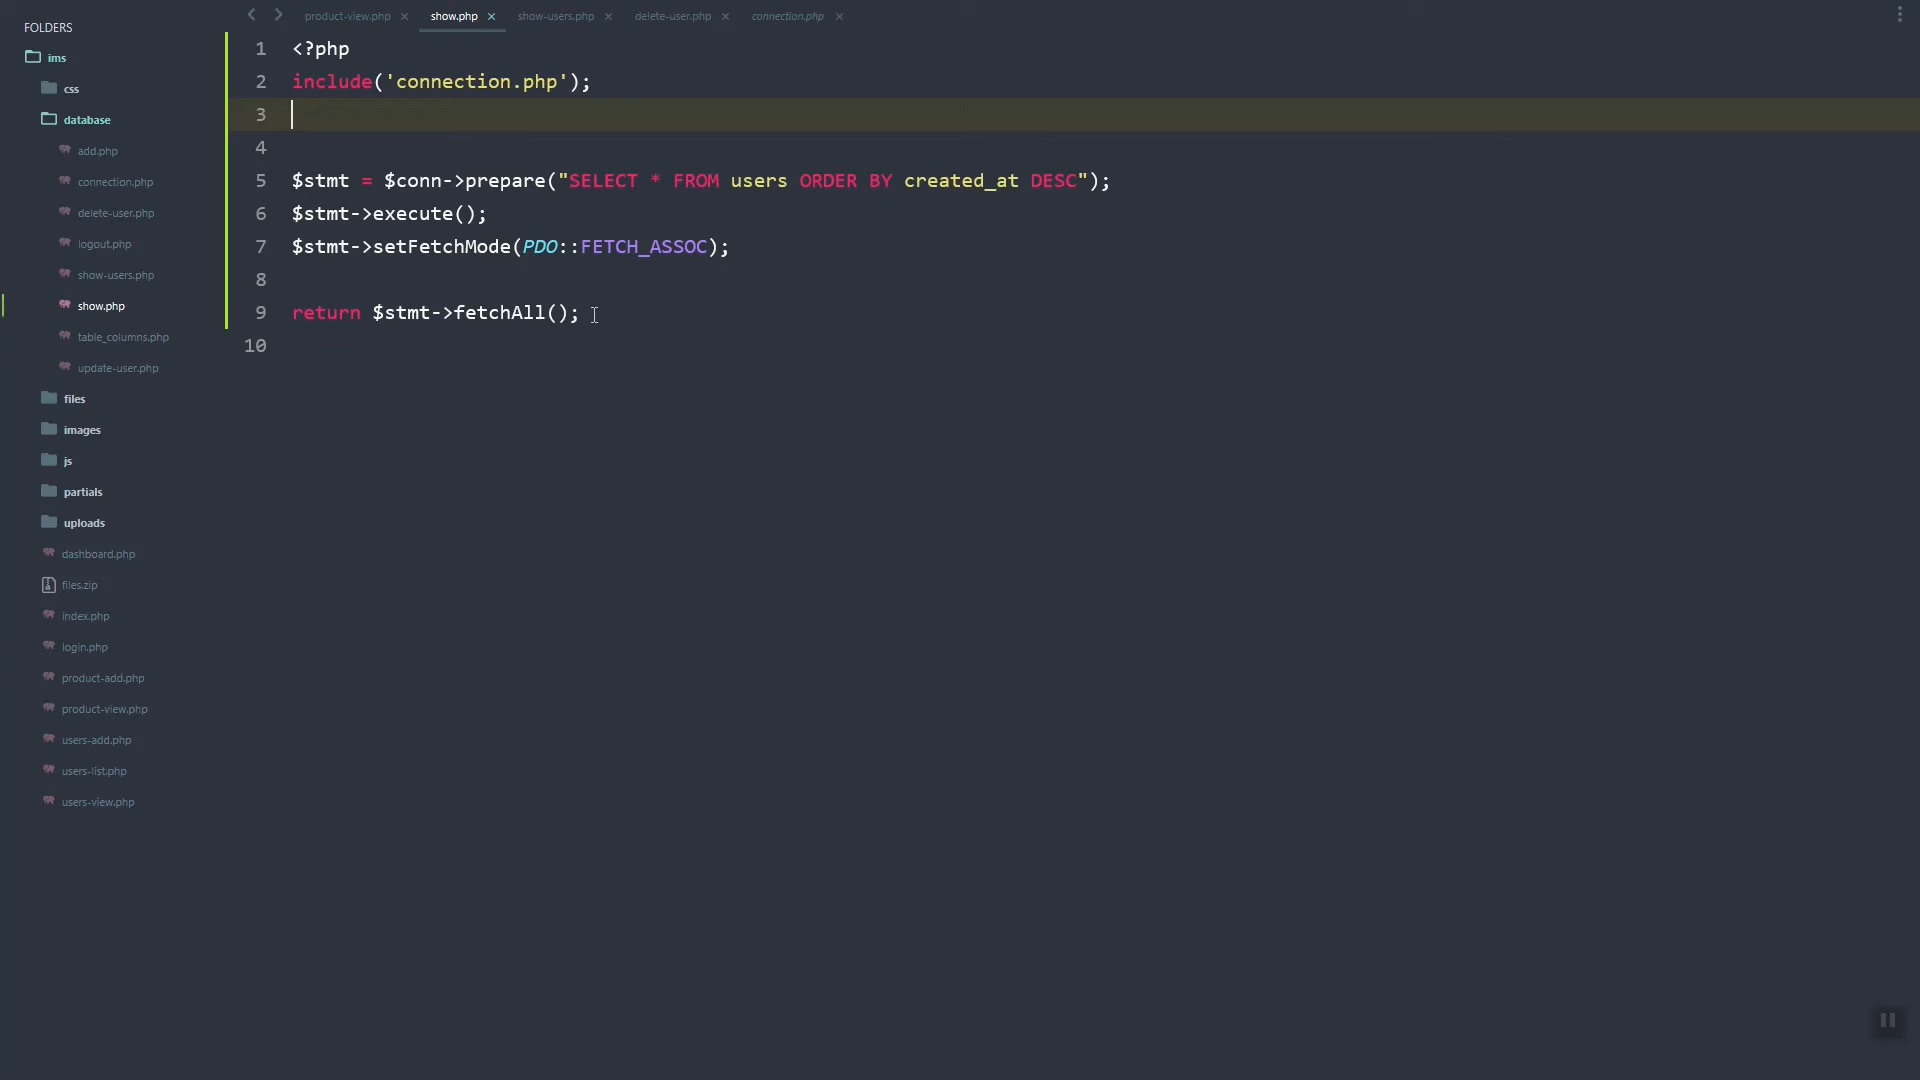 FOLDERS
ims
css
database
add.php
connection.php
delete-user.php
logout.php
show-users.php
show.php
table_columns.php
update-user.php
files
images
js
partials
uploads
dashboard.php
files.zip
index.php
login.php
product-add.php
product-view.php
users-add.php
users-list.php
users-view.php
product-view.php × show.php × show-users.php × delete-user.php × connection.php ×
1 <?php
2 include('connection.php');
3
4
5 $stmt = $conn->prepare("SELECT * FROM users ORDER BY created_at DESC");
6 $stmt->execute();
7 $stmt->setFetchMode(PDO::FETCH_ASSOC);
8
9 return $stmt->fetchAll();
10